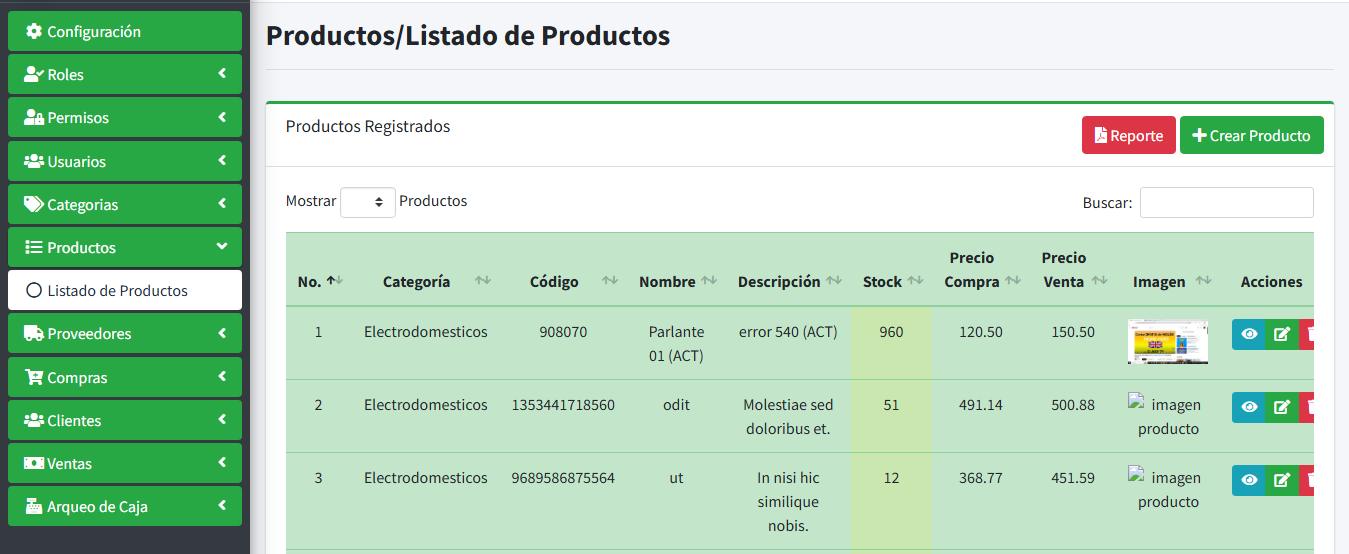 Configuración
Roles
Permisos
Usuarios
Categorias
Productos
Listado de Productos
Proveedores
Compras
Clientes
Ventas
Arqueo de Caja
Productos/Listado de Productos
Productos Registrados
Reporte
Crear Producto
Mostrar Productos
Buscar:
No. Categoría Código Nombre Descripción Stock Precio Compra Precio Venta Imagen Acciones
1 Electrodomesticos 908070 Parlante 01 (ACT) error 540 (ACT) 960 120.50 150.50
2 Electrodomesticos 1353441718560 odit Molestiae sed doloribus et. 51 491.14 500.88 imagen producto
3 Electrodomesticos 9689586875564 ut In nisi hic similique nobis. 12 368.77 451.59 imagen producto